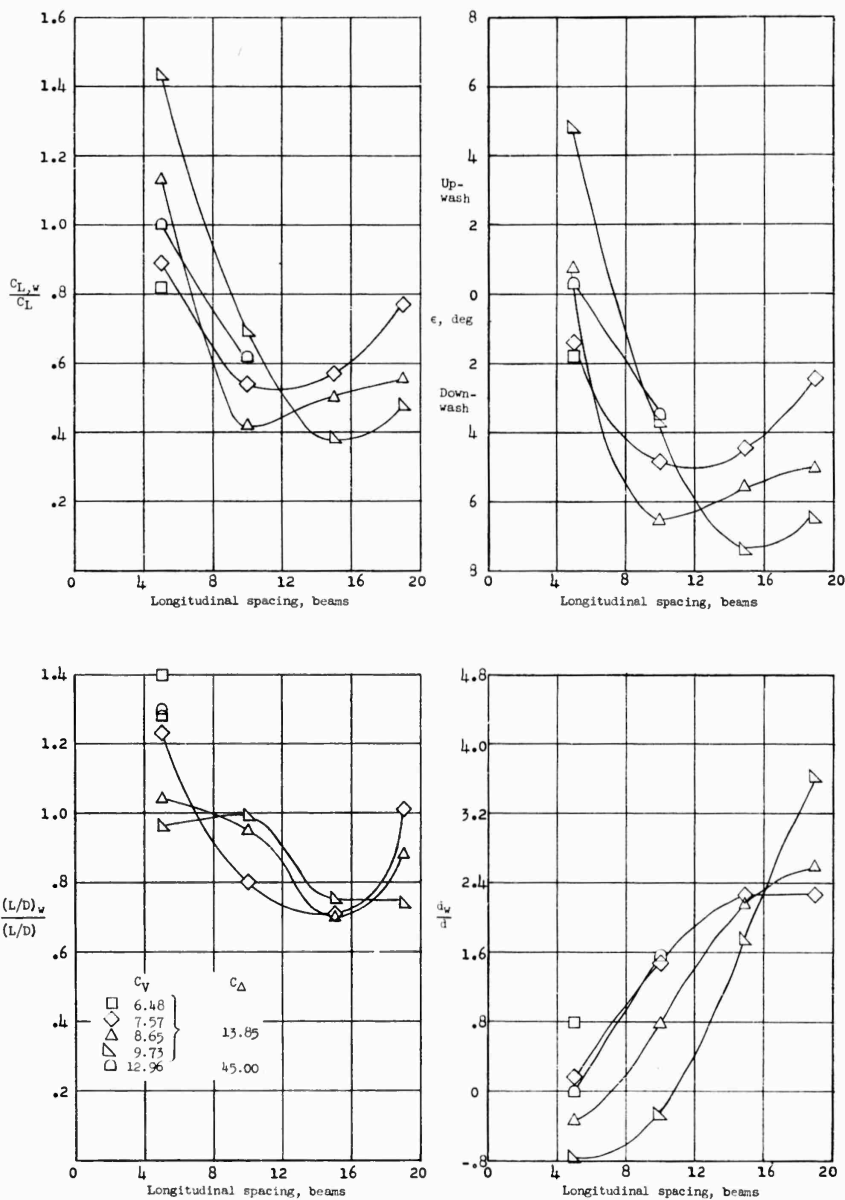 1.6
1.4
1.2
1.0
.8
.6
.4
.2
C_L,w
C_L
0 4 8 12 16 20
Longitudinal spacing, beams
8
6
4
Up-
wash
2
0
ϵ, deg
2
Down-
wash
4
6
8
0 4 8 12 16 20
Longitudinal spacing, beams
1.4
1.2
1.0
.8
(L/D)_w
(L/D)
.6
.4
.2
C_V C_Δ
6.48
7.57
8.65
9.73
13.85
12.96 45.00
0 4 8 12 16 20
Longitudinal spacing, beams
4.8
4.0
3.2
2.4
d_w
d
1.6
.8
0
-.8
0 4 8 12 16 20
Longitudinal spacing, beams